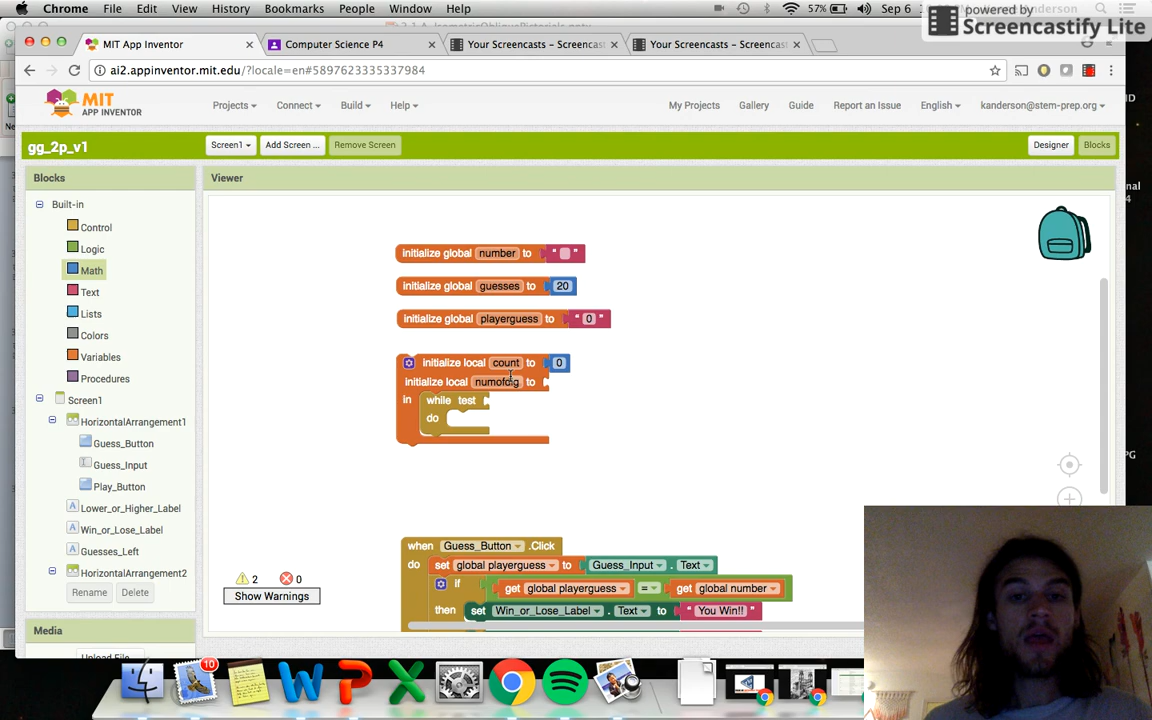 Chrome File Edit View History Bookmarks People Window Help 57% Sep 6
powered by
Screencastify Lite
MIT App Inventor × Computer Science P4 × Your Screencasts – Screencast × Your Screencasts – Screencast ×
ai2.appinventor.mit.edu/?locale=en#5897623335337984
MIT
APP INVENTOR
Projects Connect Build Help My Projects Gallery Guide Report an Issue English kanderson@stem-prep.org
gg_2p_v1 Screen1 Add Screen ... Remove Screen Designer Blocks
Blocks Viewer
Built-in
Control
Logic
Math
Text
Lists
Colors
Variables
Procedures
Screen1
HorizontalArrangement1
Guess_Button
Guess_Input
Play_Button
Lower_or_Higher_Label
Win_or_Lose_Label
Guesses_Left
HorizontalArrangement2
Rename Delete
Media
initialize global number to " "
initialize global guesses to 20
initialize global playerguess to " 0 "
initialize local count to 0
initialize local numofdig to
in while test
do
when Guess_Button .Click
do set global playerguess to Guess_Input . Text
if get global playerguess = get global number
then set Win_or_Lose_Label . Text to " You Win!! "
2 0
Show Warnings
10